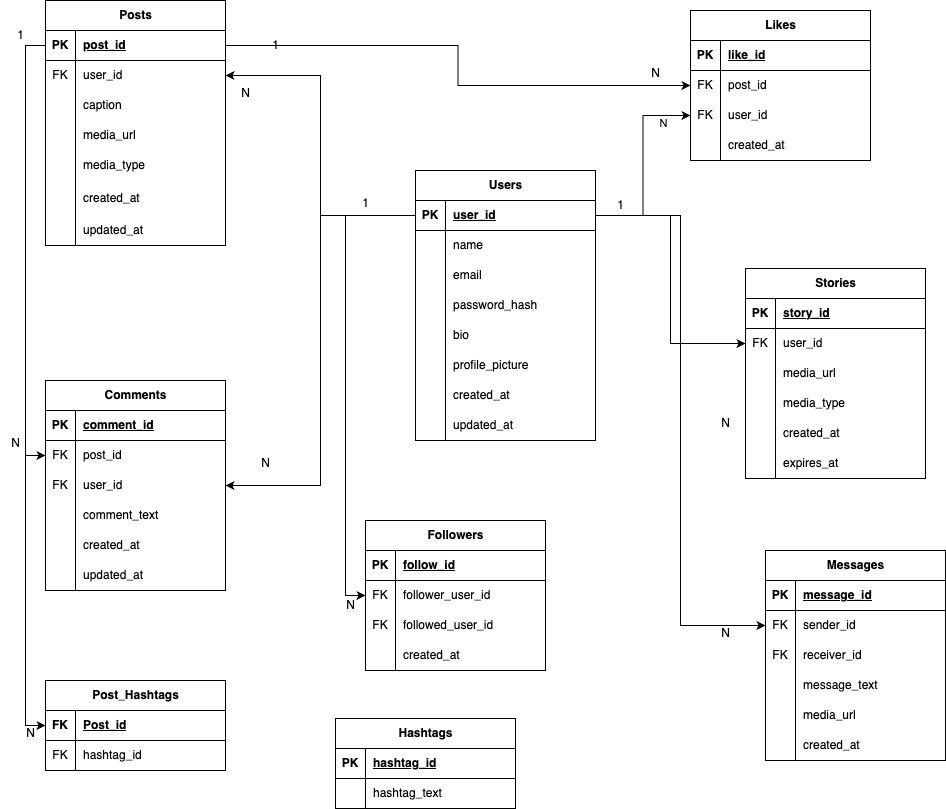 Posts
PK post_id
FK user_id
caption
media_url
media_type
created_at
updated_at
1
1
N
N
Likes
PK like_id
FK post_id
FK user_id
created_at
N
Users
PK user_id
name
email
password_hash
bio
profile_picture
created_at
updated_at
1
1
Stories
PK story_id
FK user_id
media_url
media_type
created_at
expires_at
N
Comments
PK comment_id
FK post_id
FK user_id
comment_text
created_at
updated_at
N
N
Followers
PK follow_id
FK follower_user_id
FK followed_user_id
created_at
N
Messages
PK message_id
FK sender_id
FK receiver_id
message_text
media_url
created_at
N
Post_Hashtags
FK Post_id
FK hashtag_id
N
Hashtags
PK hashtag_id
hashtag_text